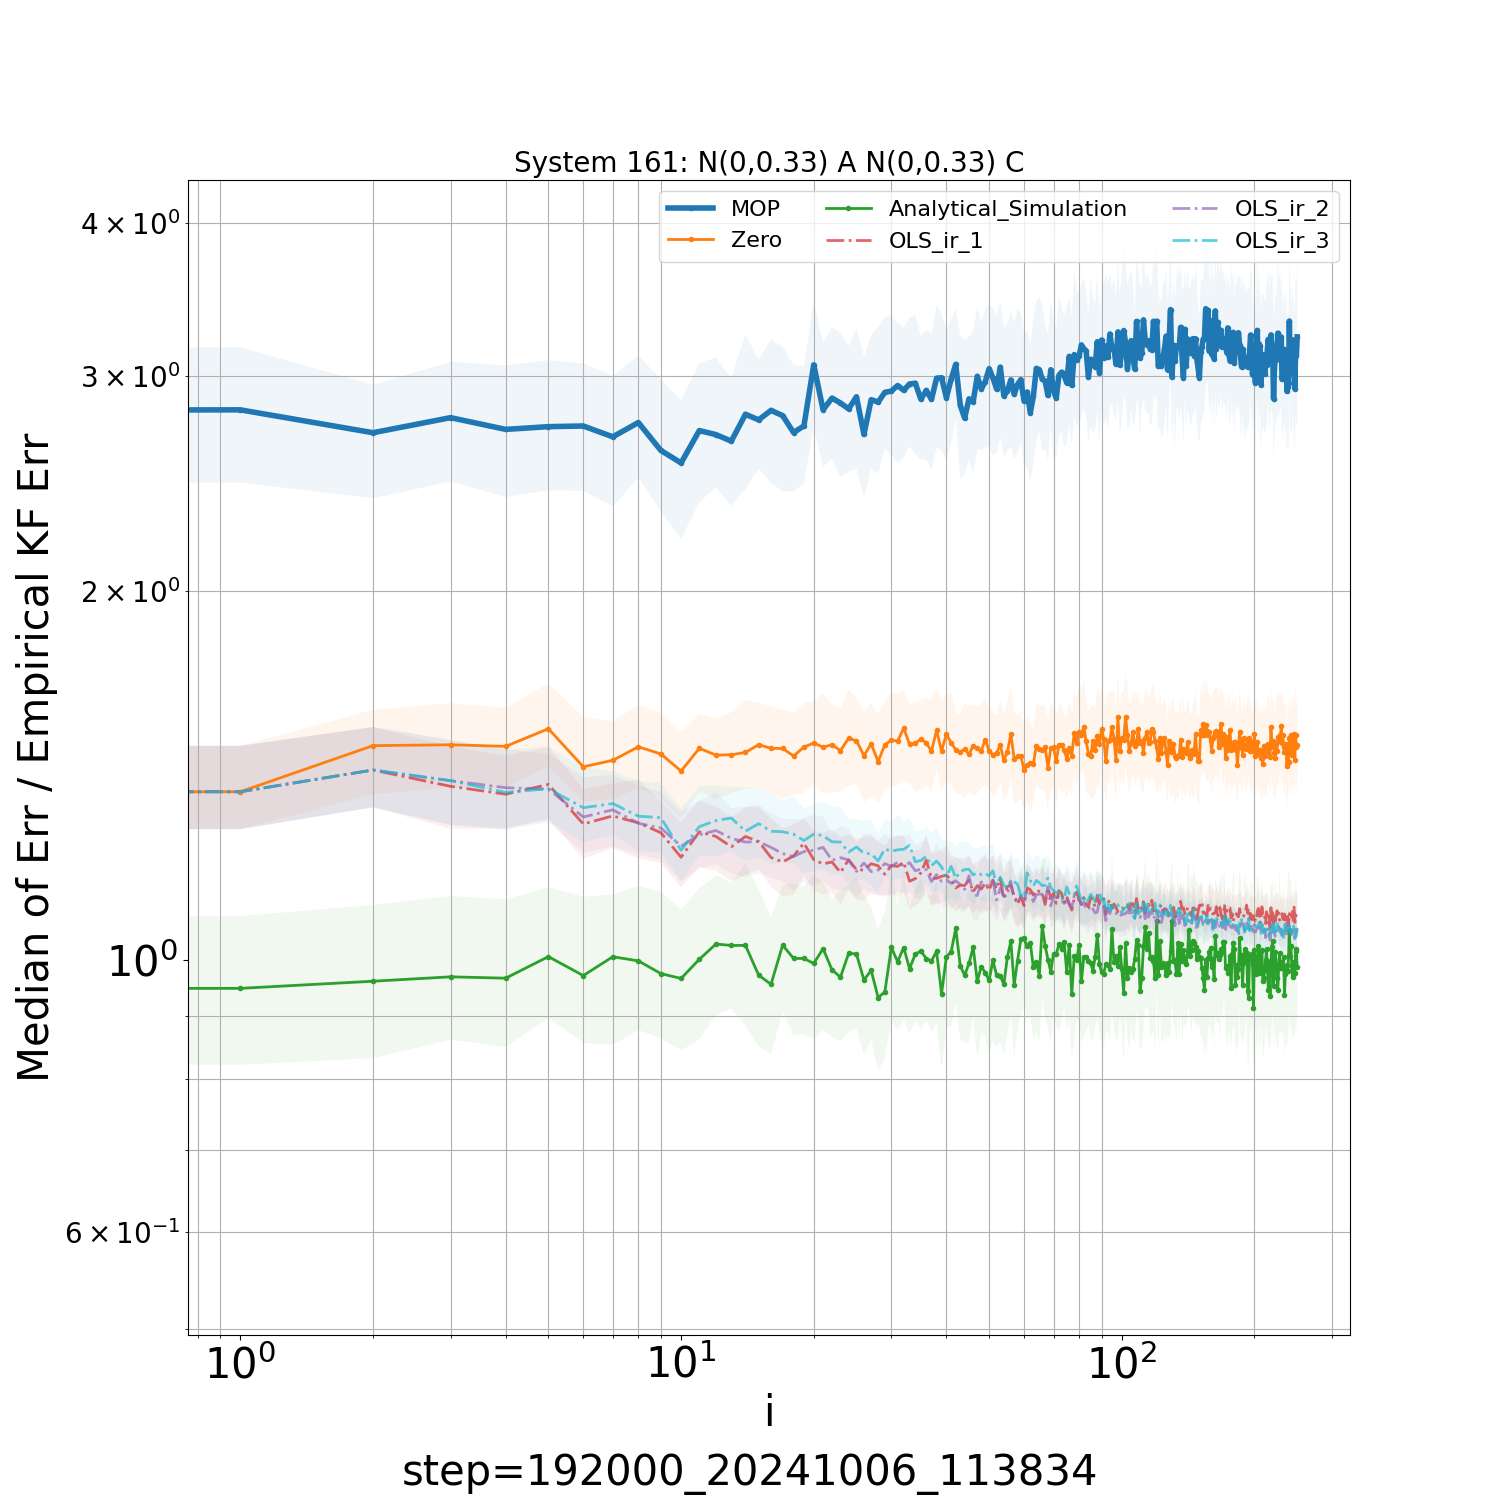 System 161: N(0,0.33) A N(0,0.33) C
MOP
Zero
Analytical_Simulation
OLS_ir_1
OLS_ir_2
OLS_ir_3
4 × 10⁰
3 × 10⁰
2 × 10⁰
10⁰
6 × 10⁻¹
Median of Err / Empirical KF Err
10⁰ 10¹ 10²
i
step=192000_20241006_113834